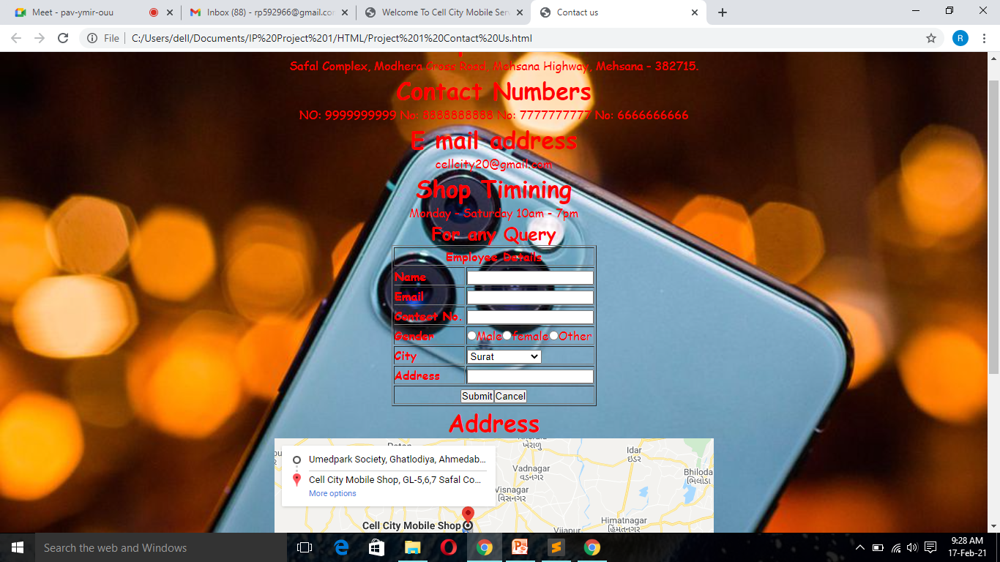 Meet - pav-ymir-ouu
Inbox (88) - rp592966@gmail.com
Welcome To Cell City Mobile Serv
Contact us
File
C:/Users/dell/Documents/IP%20Project%201/HTML/Project%201%20Contact%20Us.html
R
Safal Complex, Modhera Cross Road, Mehsana Highway, Mehsana - 382715.
Contact Numbers
NO: 9999999999 No: 8888888888 No: 7777777777 No: 6666666666
E mail address
cellcity20@gmail.com
Shop Timining
Monday - Saturday 10am - 7pm
For any Query
Employee Details
Name
Email
Contect No.
Gender Male female Other
City Surat
Address
Submit Cancel
Address
Umedpark Society, Ghatlodiya, Ahmedab...
Cell City Mobile Shop, GL-5,6,7 Safal Co...
More options
ખેરાળુ
Idar
ઇડર
Vadnagar
વડનગર
Bhiloda
ભિલોડા
Visnagar
વિસનગર
Himatnagar
હિંમતનગર
Cell City Mobile Shop
Vijapur
Search the web and Windows
9:28 AM
17-Feb-21